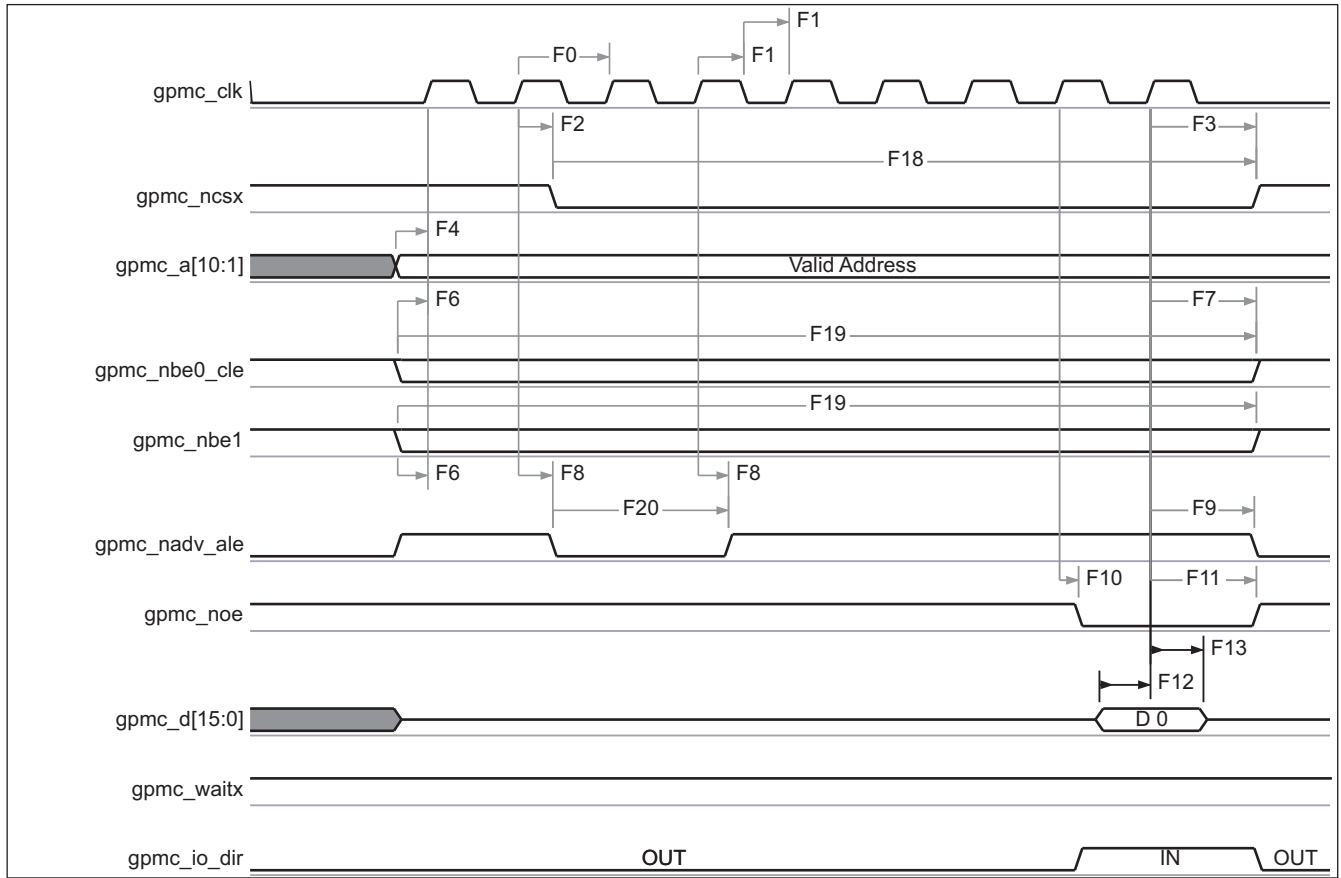 F1
F0
F1
gpmc_clk
F2
F3
F18
gpmc_ncsx
F4
gpmc_a[10:1]
Valid Address
F6
F7
F19
gpmc_nbe0_cle
F19
gpmc_nbe1
F6
F8
F8
F20
F9
gpmc_nadv_ale
F10
F11
gpmc_noe
F13
F12
gpmc_d[15:0]
D 0
gpmc_waitx
gpmc_io_dir
OUT
IN
OUT